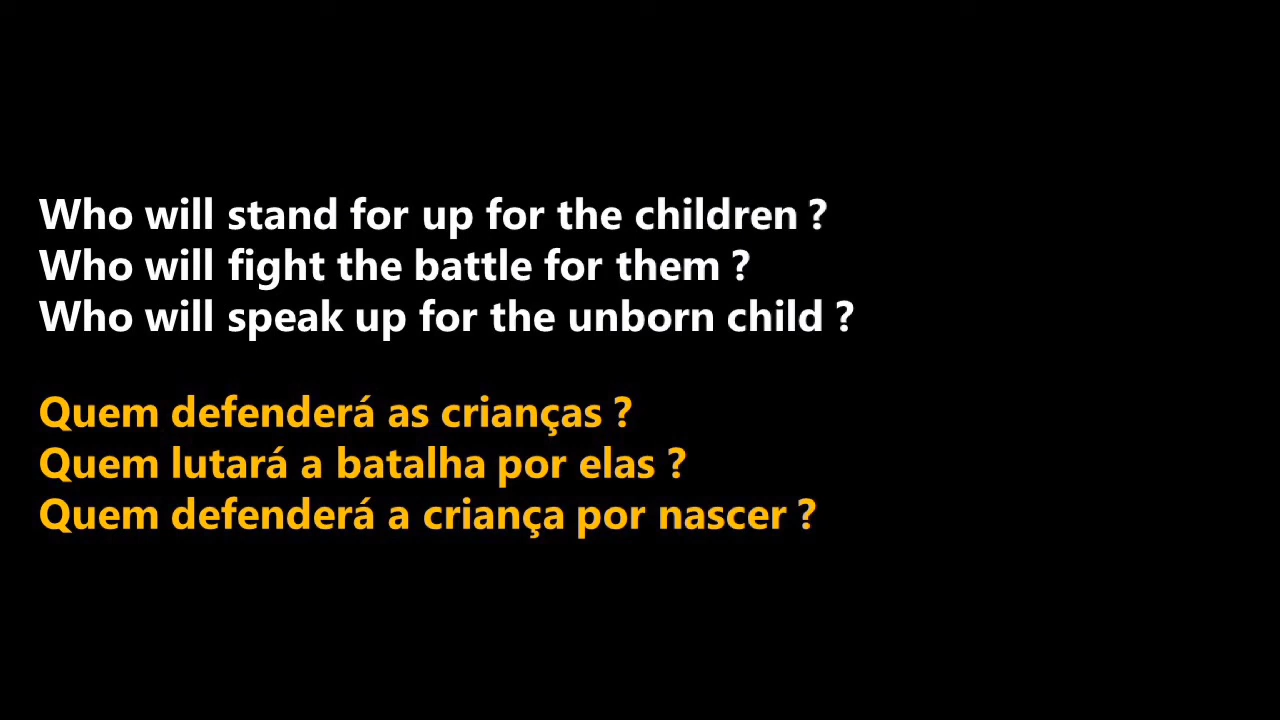 Who will stand for up for the children ?
Who will fight the battle for them ?
Who will speak up for the unborn child ?
Quem defenderá as crianças ?
Quem lutará a batalha por elas ?
Quem defenderá a criança por nascer ?